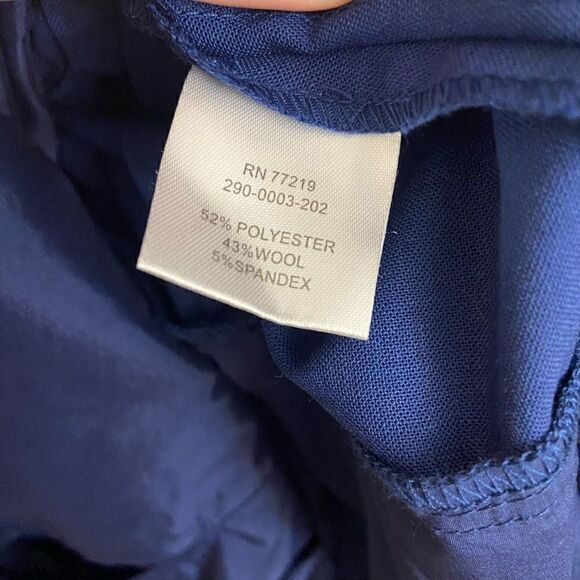 RN 77219
290-0003-202
52% POLYESTER
43%WOOL
5%SPANDEX